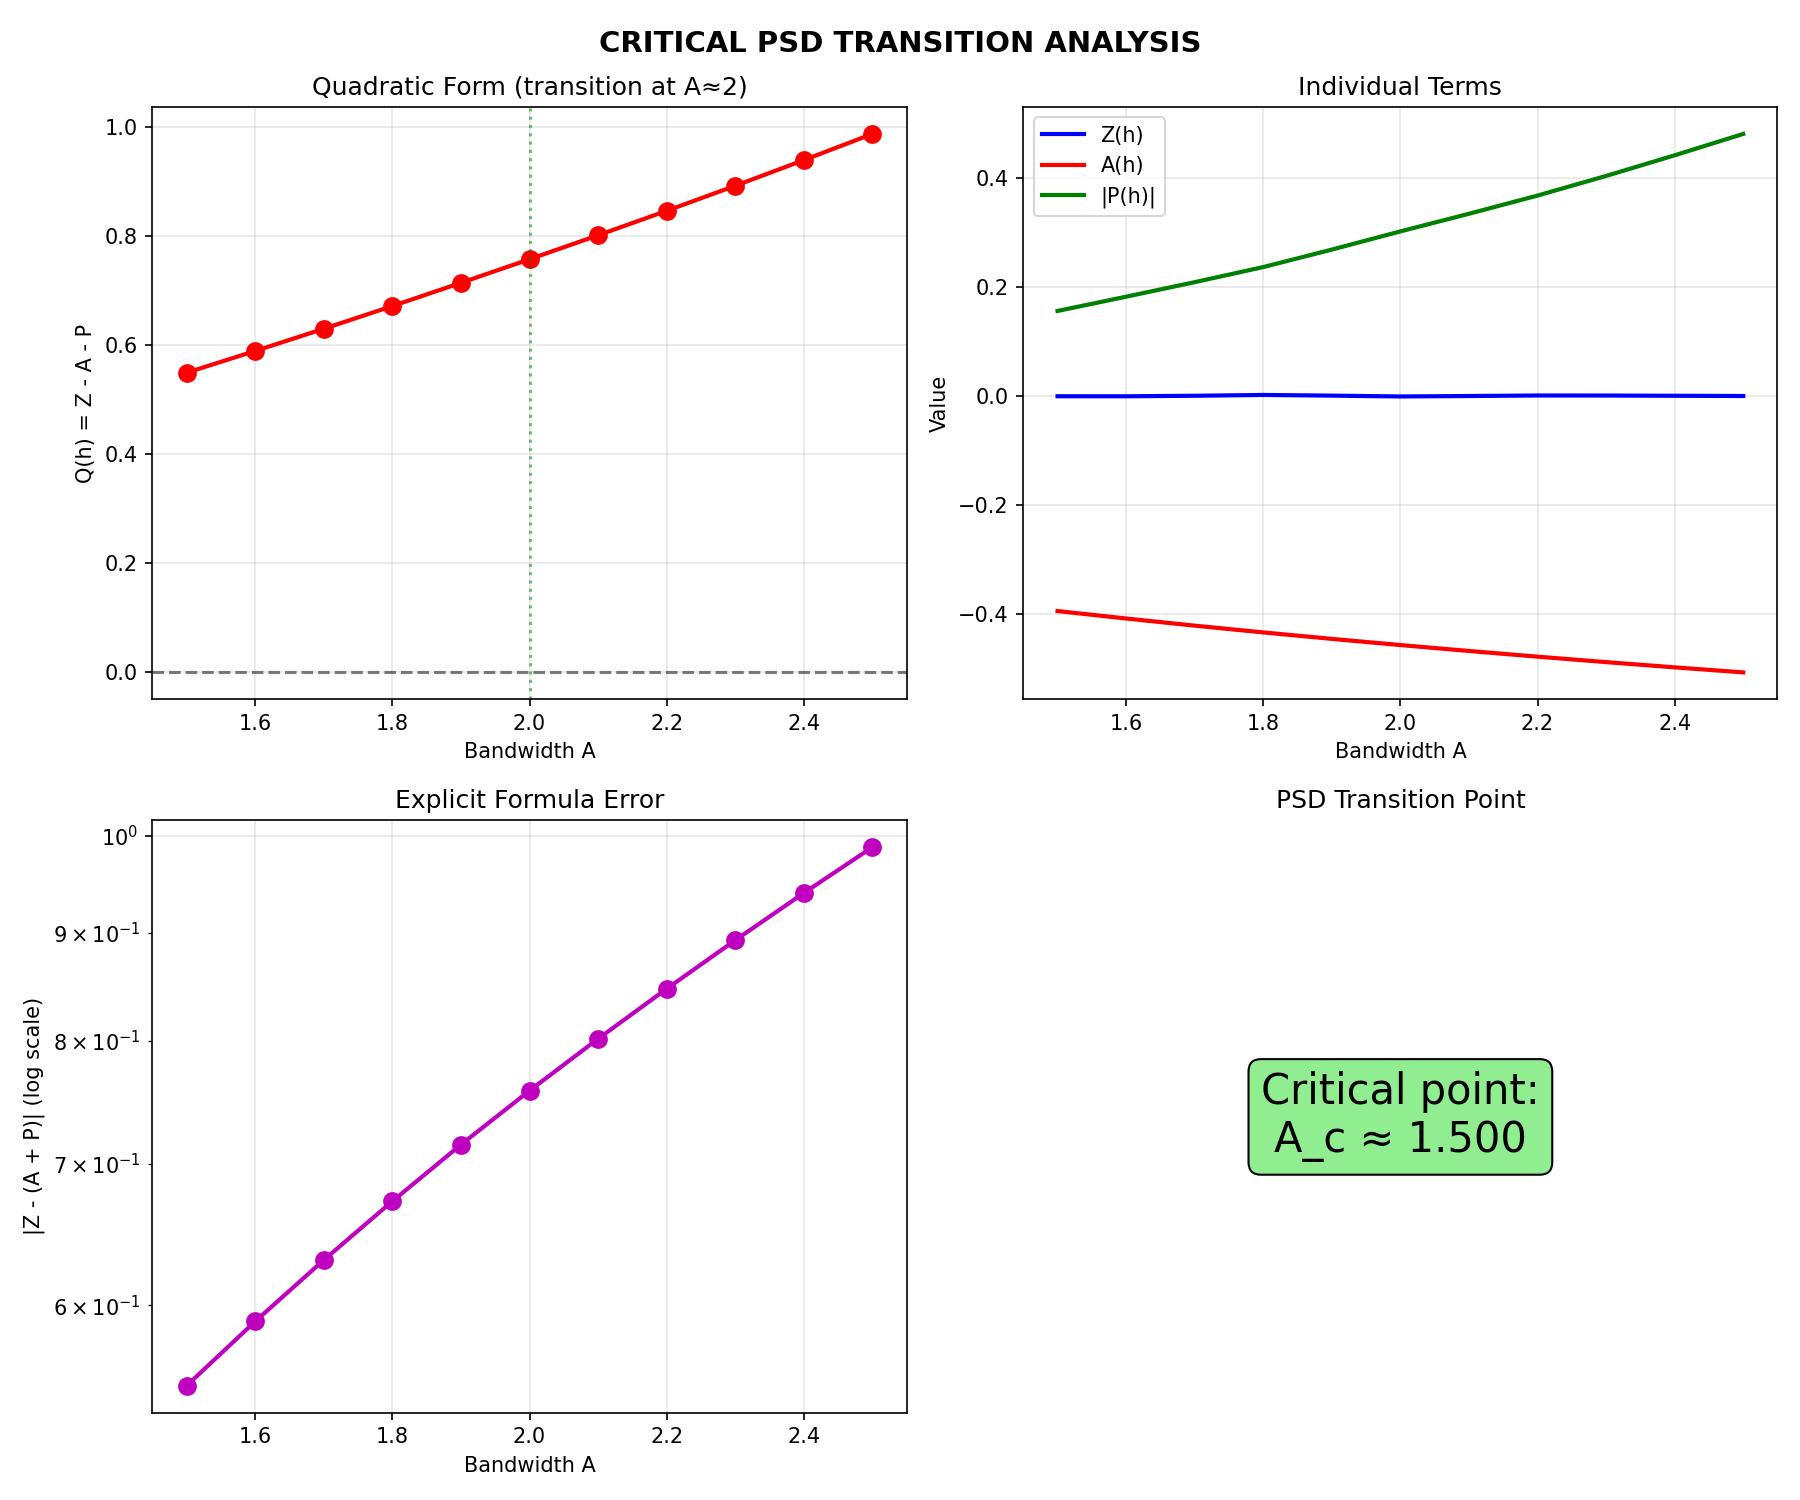 CRITICAL PSD TRANSITION ANALYSIS
Quadratic Form (transition at A≈2)
Q(h) = Z - A - P
1.0
0.8
0.6
0.4
0.2
0.0
1.6 1.8 2.0 2.2 2.4
Bandwidth A
Individual Terms
Z(h)
A(h)
|P(h)|
Value
0.4
0.2
0.0
−0.2
−0.4
1.6 1.8 2.0 2.2 2.4
Bandwidth A
Explicit Formula Error
|Z - (A + P)| (log scale)
10⁰
9 × 10⁻¹
8 × 10⁻¹
7 × 10⁻¹
6 × 10⁻¹
1.6 1.8 2.0 2.2 2.4
Bandwidth A
PSD Transition Point
Critical point:
A_c ≈ 1.500